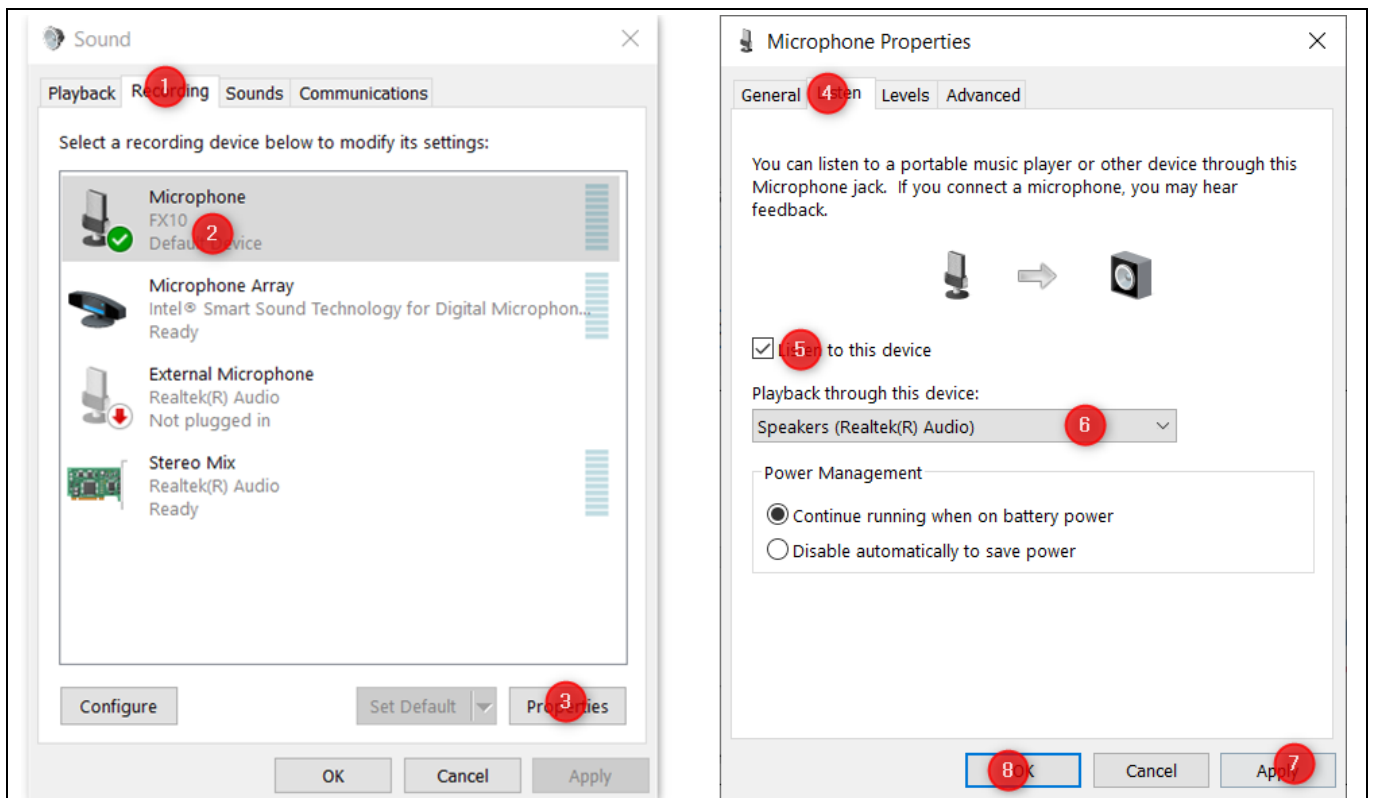 Sound
Playback Recording Sounds Communications
1
Select a recording device below to modify its settings:
Microphone
FX10
Default Device
2
Microphone Array
Intel® Smart Sound Technology for Digital Microphon...
Ready
External Microphone
Realtek(R) Audio
Not plugged in
Stereo Mix
Realtek(R) Audio
Ready
Configure Set Default Properties
3
OK Cancel Apply
Microphone Properties
General Listen Levels Advanced
4
You can listen to a portable music player or other device through this
Microphone jack. If you connect a microphone, you may hear
feedback.
Listen to this device
5
Playback through this device:
Speakers (Realtek(R) Audio)
6
Power Management
Continue running when on battery power
Disable automatically to save power
8
OK Cancel Apply
7